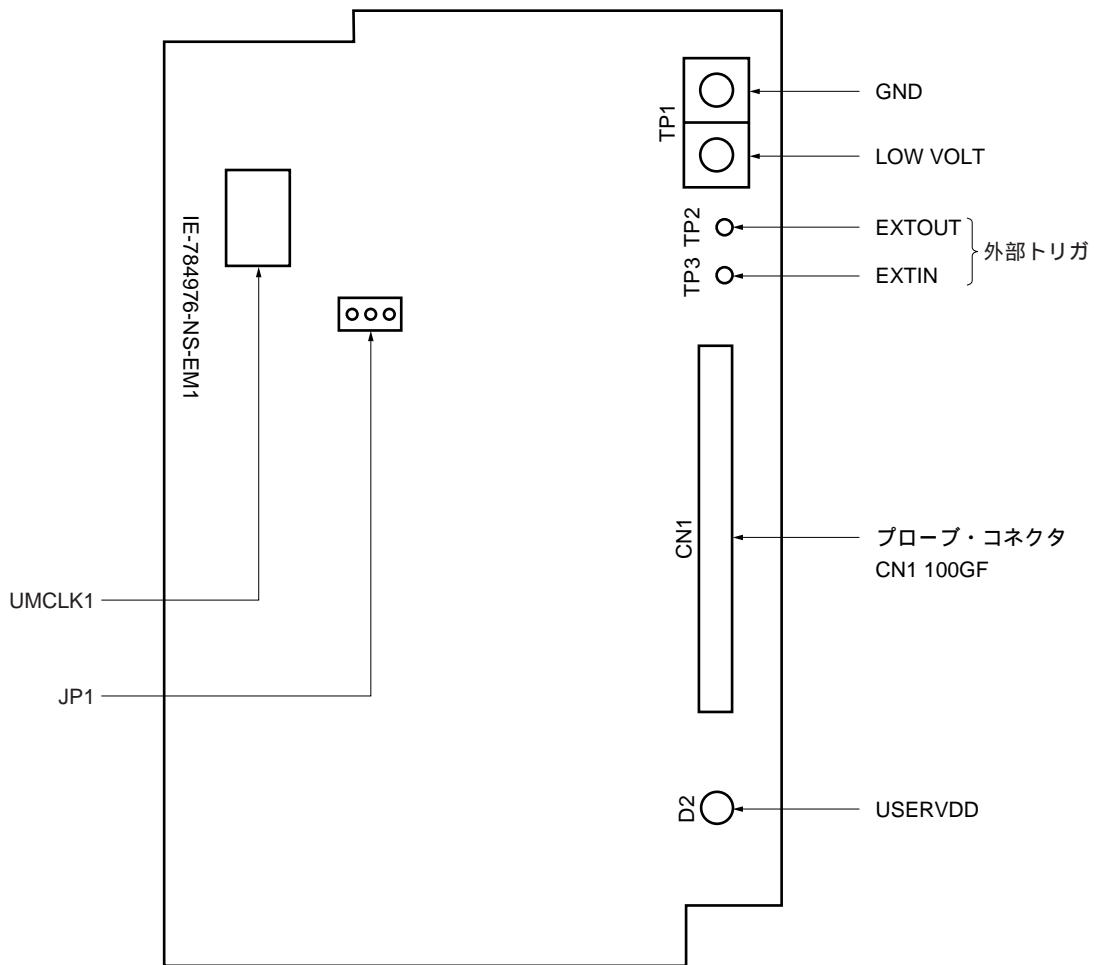 TP1
GND
LOW VOLT
TP2
EXTOUT
TP3
EXTIN
外部トリガ
IE-784976-NS-EM1
CN1
プローブ・コネクタ
CN1 100GF
UMCLK1
JP1
D2
USERVDD